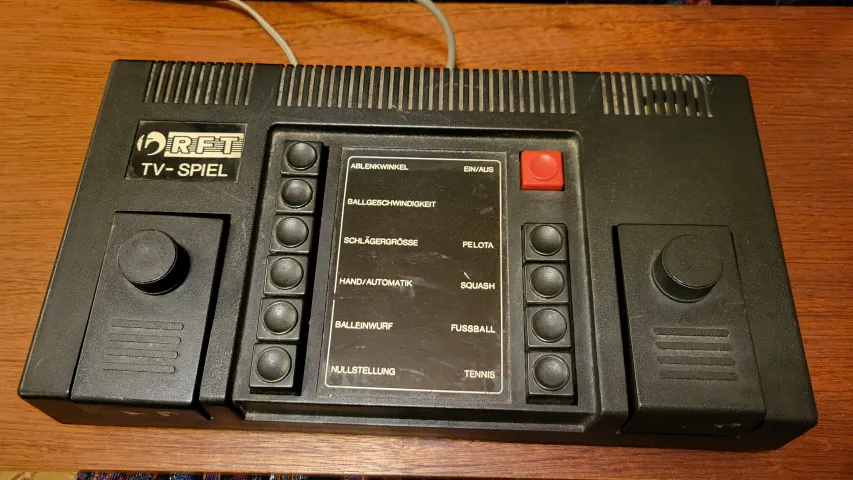 RFT
TV-SPIEL
ABLENKWINKEL EIN/AUS
BALLGESCHWINDIGKEIT
SCHLÄGERGRÖSSE PELOTA
HAND/AUTOMATIK SQUASH
BALLEINWURF FUSSBALL
NULLSTELLUNG TENNIS